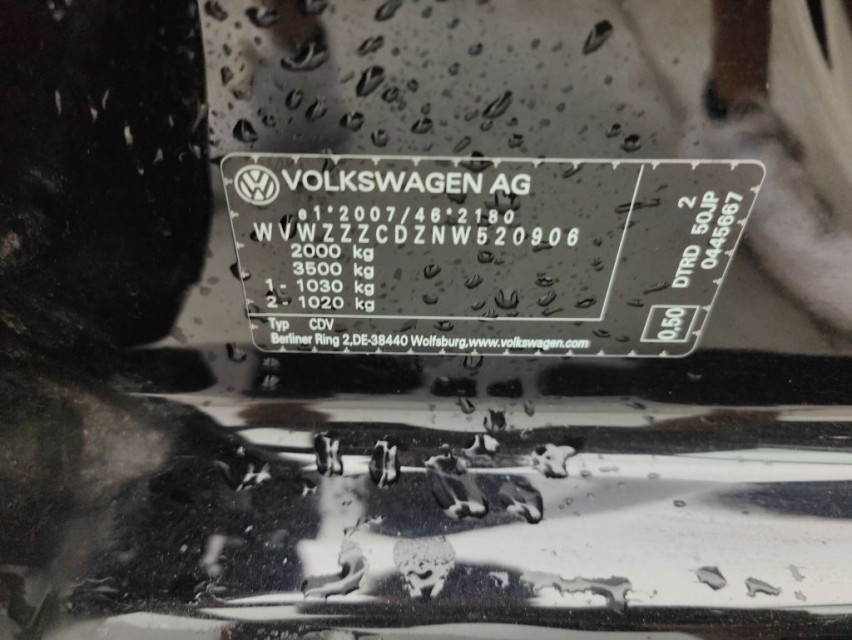 VOLKSWAGEN AG
e1*2007/46*2180
WVWZZZCDZNW520906
2000 kg
3500 kg
1- 1030 kg
2- 1020 kg
Typ CDV
Berliner Ring 2,DE-38440 Wolfsburg,www.volkswagen.com
2
DTRD 50JP
0445667
0.50